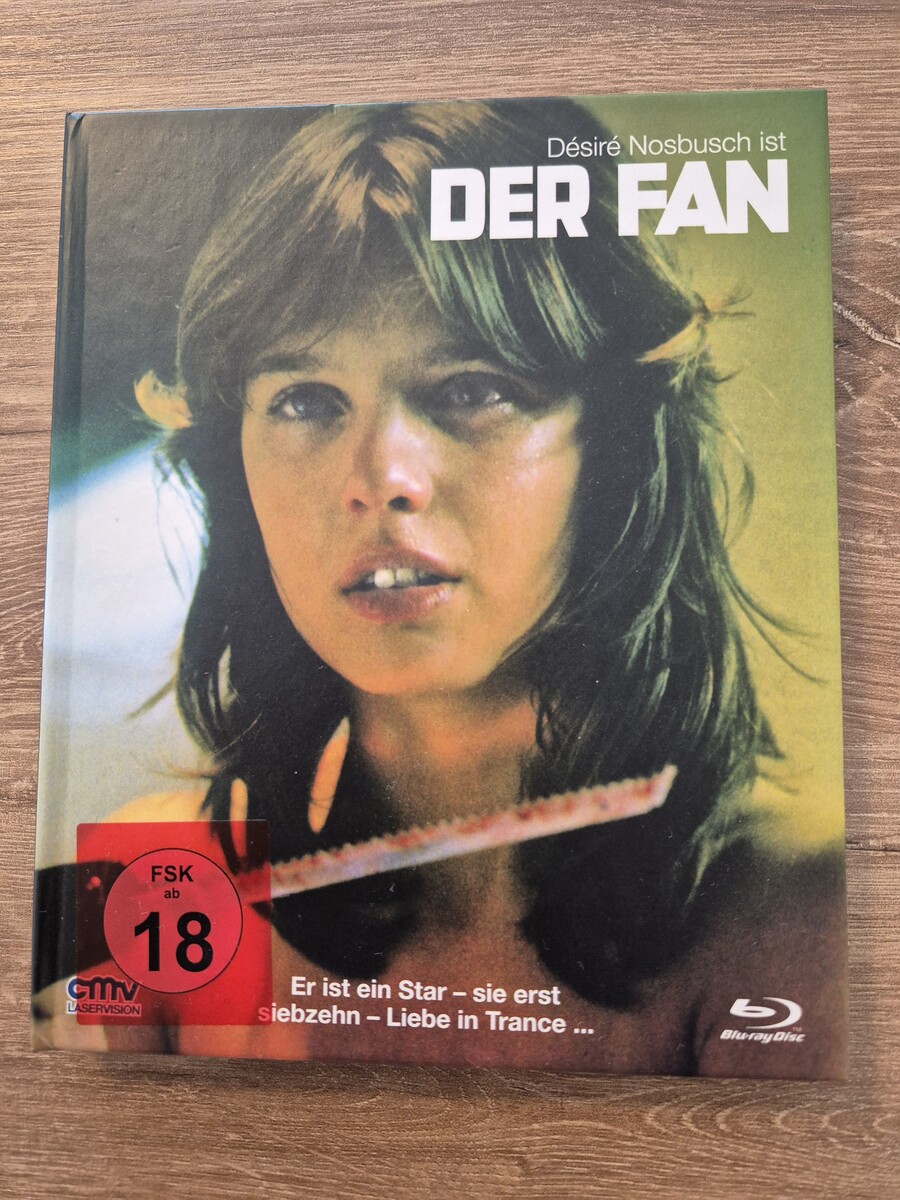 Désiré Nosbusch ist
DER FAN
FSK
ab
18
cmv
LASERVISION
Er ist ein Star – sie erst
siebzehn – Liebe in Trance ...
Blu-ray Disc
TM